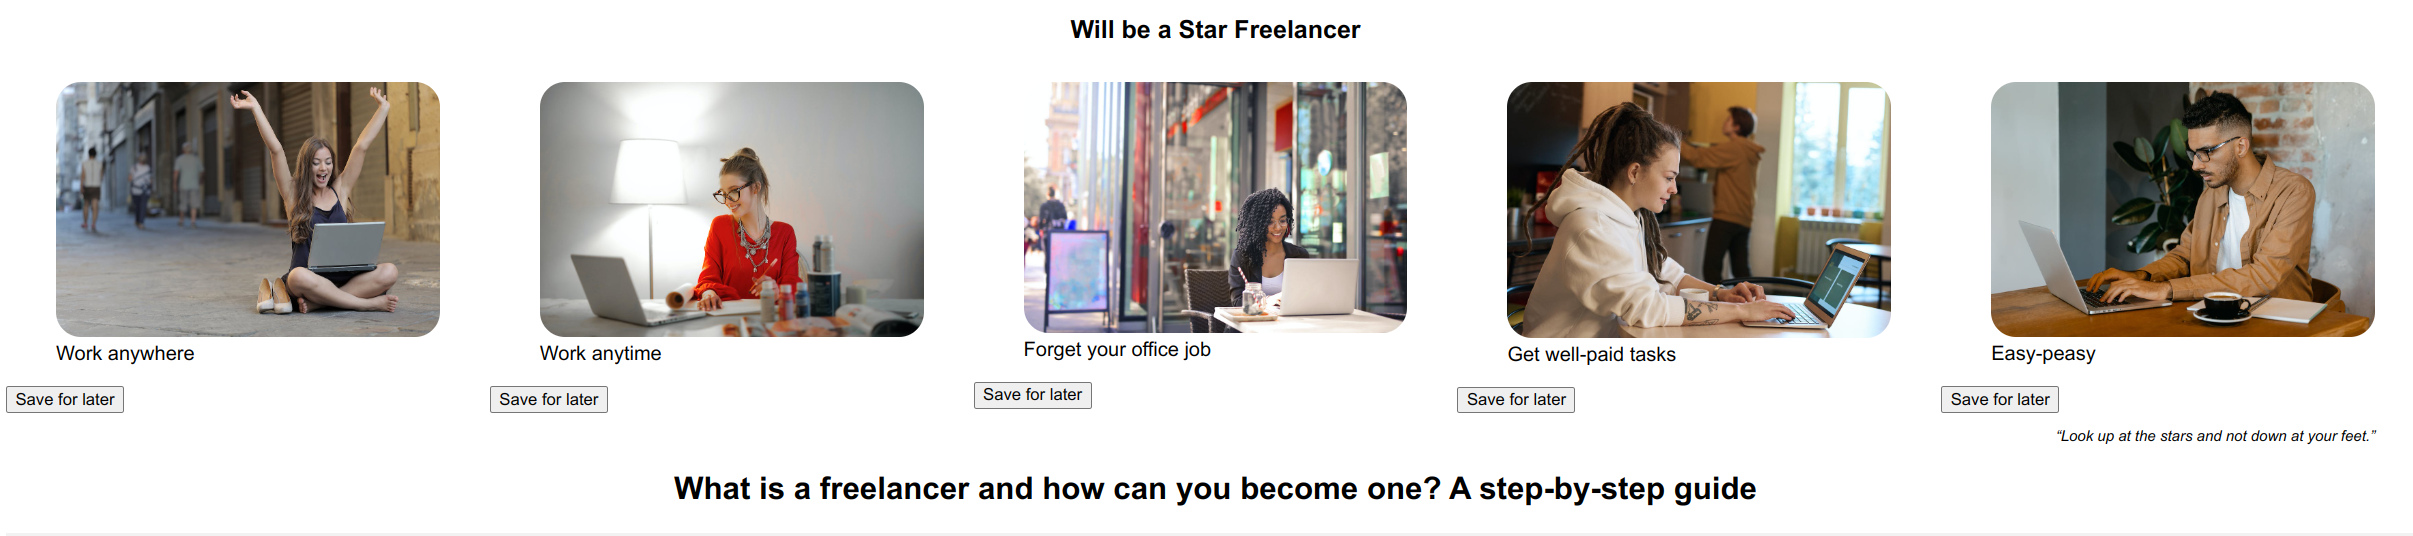 Will be a Star Freelancer
Work anywhere
Work anytime
Forget your office job
Get well-paid tasks
Easy-peasy
Save for later
Save for later
Save for later
Save for later
Save for later
“Look up at the stars and not down at your feet.”
What is a freelancer and how can you become one? A step-by-step guide